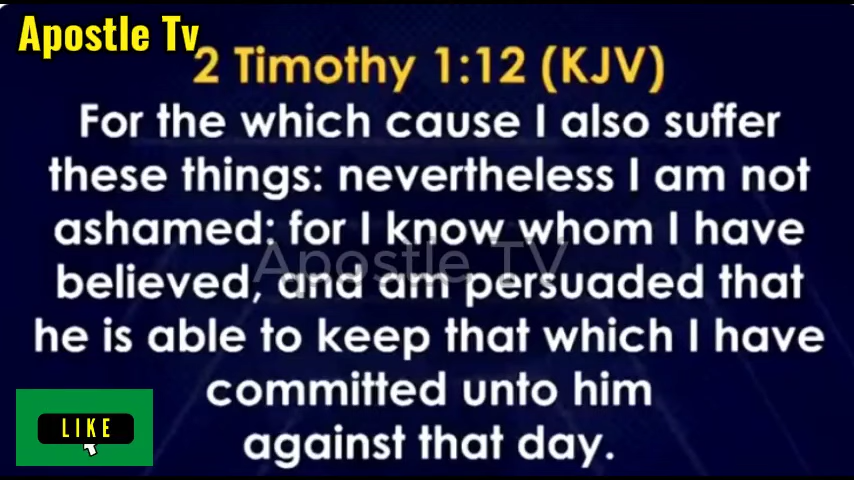 Apostle Tv
2 Timothy 1:12 (KJV)
For the which cause I also suffer
these things: nevertheless I am not
ashamed: for I know whom I have
believed, and am persuaded that
he is able to keep that which I have
committed unto him
against that day.
Apostle TV
LIKE